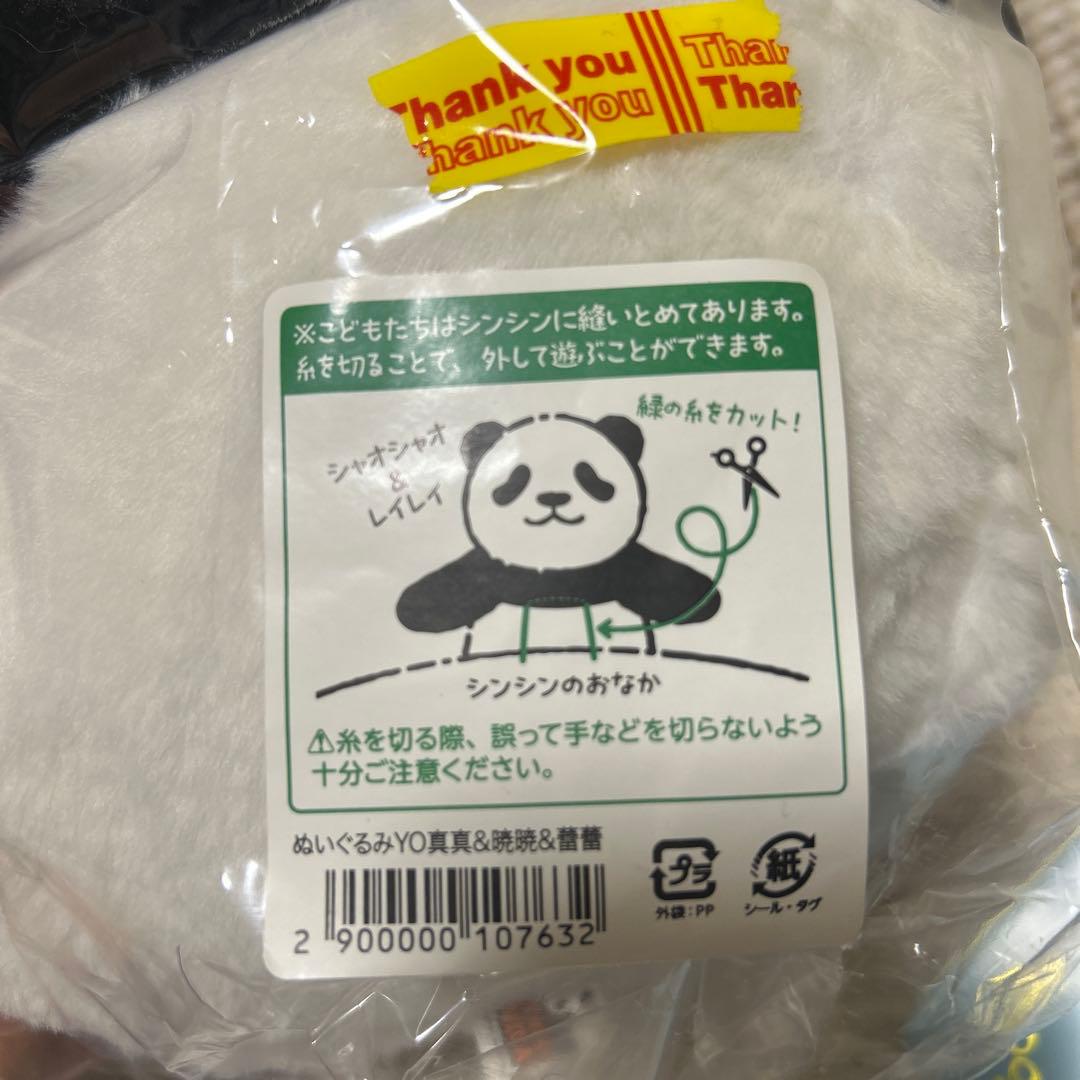 Thank you
Thank you
Than
Than
※こどもたちはシンシンに縫いとめてあります。
糸を切ることで、外して遊ぶことができます。
シャオシャオ
&
レイレイ
緑の糸をカット!
シンシンのおなか
⚠糸を切る際、誤って手などを切らないよう
十分ご注意ください。
ぬいぐるみYO真真&暁暁&蕾蕾
2 900000 107632
プラ
外袋:PP
紙
シール・タグ